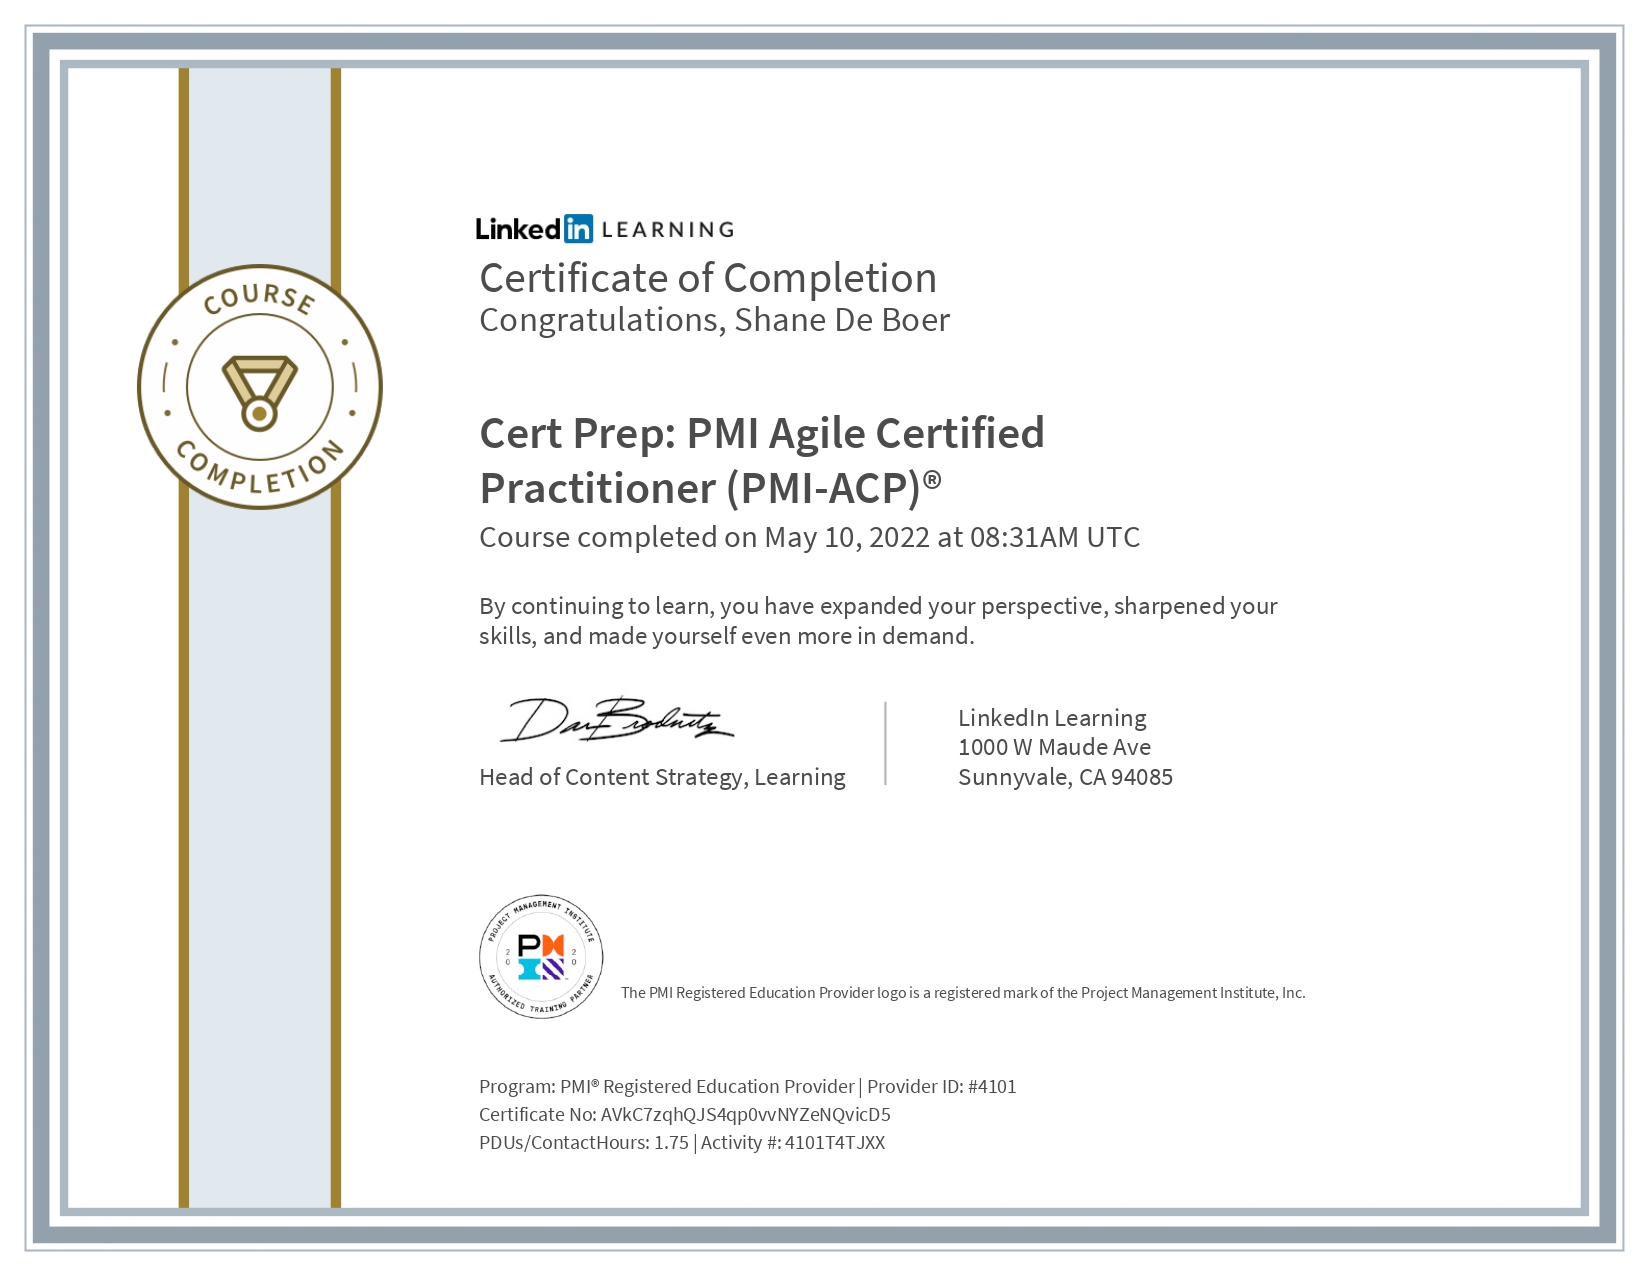 COURSE
COMPLETION
Linkedin LEARNING
Certificate of Completion
Congratulations, Shane De Boer
Cert Prep: PMI Agile Certified
Practitioner (PMI-ACP)®
Course completed on May 10, 2022 at 08:31AM UTC
By continuing to learn, you have expanded your perspective, sharpened your
skills, and made yourself even more in demand.
Dan Brodnitz
Head of Content Strategy, Learning
LinkedIn Learning
1000 W Maude Ave
Sunnyvale, CA 94085
PROJECT MANAGEMENT INSTITUTE
20 20
PM
AUTHORIZED TRAINING PARTNER
The PMI Registered Education Provider logo is a registered mark of the Project Management Institute, Inc.
Program: PMI® Registered Education Provider | Provider ID: #4101
Certificate No: AVkC7zqhQJS4qp0vvNYZeNQvicD5
PDUs/ContactHours: 1.75 | Activity #: 4101T4TJXX